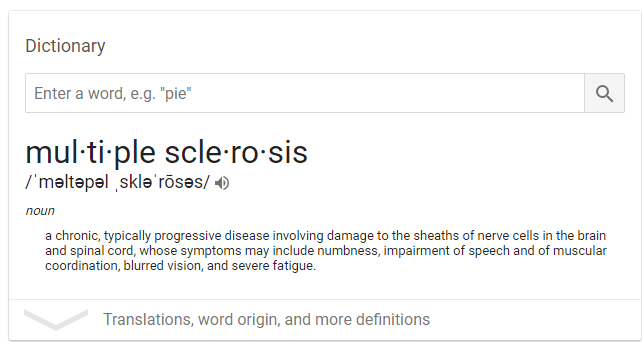 Dictionary
Enter a word, e.g. "pie"
mul·ti·ple scle·ro·sis
/ˈməltəpəl ˌskləˈrōsəs/
noun
a chronic, typically progressive disease involving damage to the sheaths of nerve cells in the brain
and spinal cord, whose symptoms may include numbness, impairment of speech and of muscular
coordination, blurred vision, and severe fatigue.
Translations, word origin, and more definitions